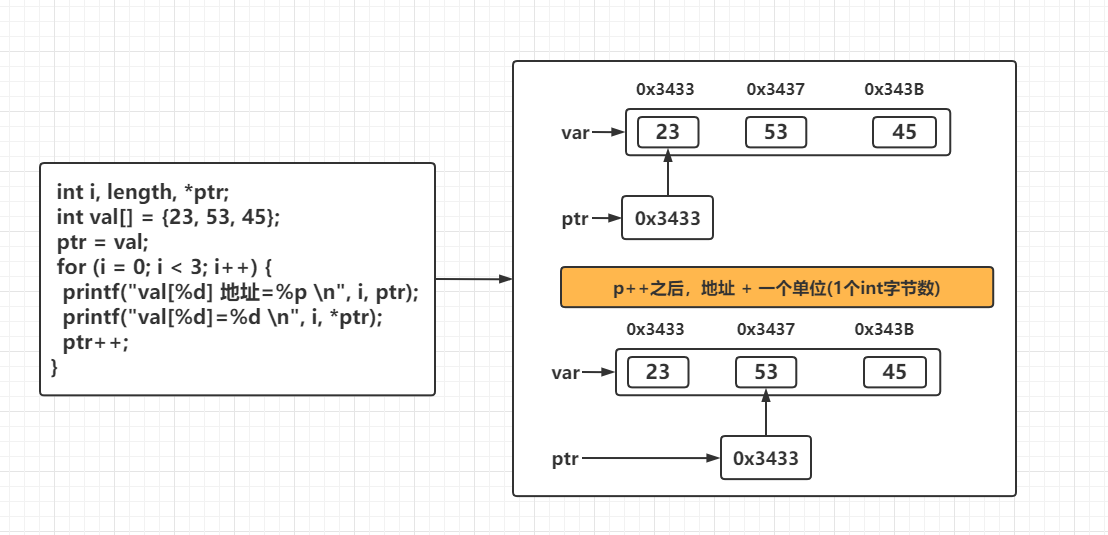 int i, length, *ptr;
int val[] = {23, 53, 45};
ptr = val;
for (i = 0; i < 3; i++) {
printf("val[%d] 地址=%p \n", i, ptr);
printf("val[%d]=%d \n", i, *ptr);
ptr++;
}
0x3433 0x3437 0x343B
var 23 53 45
ptr 0x3433
p++之后，地址 + 一个单位(1个int字节数)
0x3433 0x3437 0x343B
var 23 53 45
ptr 0x3433